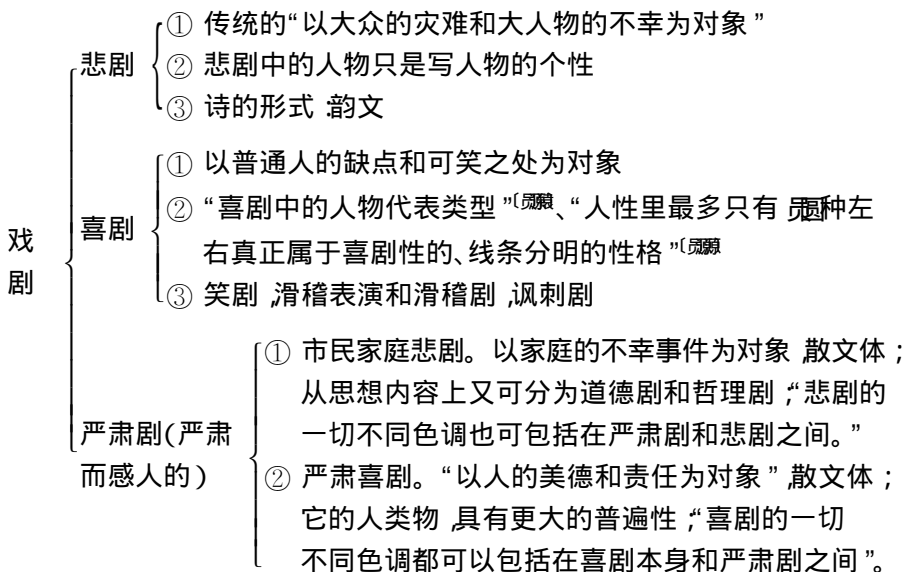 戏
剧
悲剧
① 传统的“以大众的灾难和大人物的不幸为对象”
② 悲剧中的人物只是写人物的个性
③ 诗的形式:韵文
喜剧
① 以普通人的缺点和可笑之处为对象
② “喜剧中的人物代表类型”、“人性里最多只有 种左
右真正属于喜剧性的、线条分明的性格”
③ 笑剧,滑稽表演和滑稽剧,讽刺剧
严肃剧(严肃
而感人的)
① 市民家庭悲剧。以家庭的不幸事件为对象,散文体;
从思想内容上又可分为道德剧和哲理剧;“悲剧的
一切不同色调也可包括在严肃剧和悲剧之间。”
② 严肃喜剧。“以人的美德和责任为对象”,散文体;
它的人类物,具有更大的普遍性;“喜剧的一切
不同色调都可以包括在喜剧本身和严肃剧之间”。